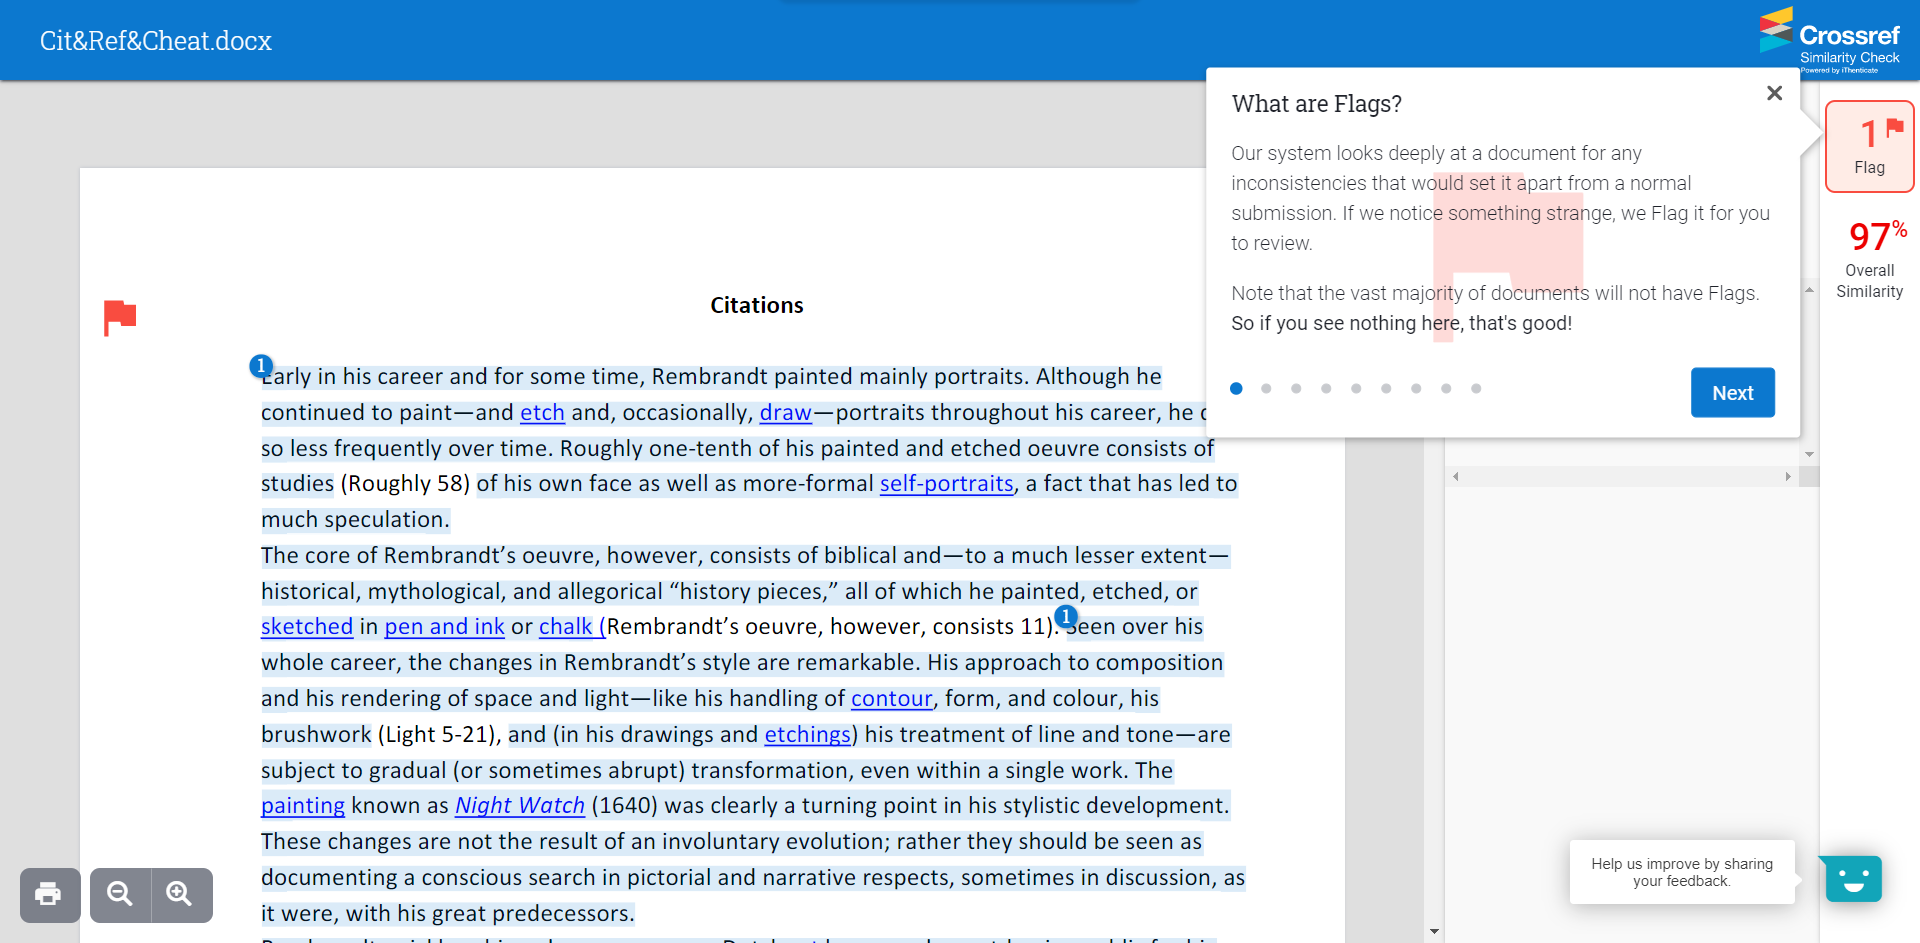 Cit&Ref&Cheat.docx
Crossref
Similarity Check
Powered by iThenticate
What are Flags?
Our system looks deeply at a document for any
inconsistencies that would set it apart from a normal
submission. If we notice something strange, we Flag it for you
to review.
Note that the vast majority of documents will not have Flags.
So if you see nothing here, that's good!
Next
1
Flag
97%
Overall
Similarity
Citations
1
Early in his career and for some time, Rembrandt painted mainly portraits. Although he
continued to paint—and etch and, occasionally, draw—portraits throughout his career, he
so less frequently over time. Roughly one-tenth of his painted and etched oeuvre consists of
studies (Roughly 58) of his own face as well as more-formal self-portraits, a fact that has led to
much speculation.
The core of Rembrandt’s oeuvre, however, consists of biblical and—to a much lesser extent—
historical, mythological, and allegorical “history pieces,” all of which he painted, etched, or
sketched in pen and ink or chalk (Rembrandt’s oeuvre, however, consists 11). 1 Seen over his
whole career, the changes in Rembrandt’s style are remarkable. His approach to composition
and his rendering of space and light—like his handling of contour, form, and colour, his
brushwork (Light 5-21), and (in his drawings and etchings) his treatment of line and tone—are
subject to gradual (or sometimes abrupt) transformation, even within a single work. The
painting known as Night Watch (1640) was clearly a turning point in his stylistic development.
These changes are not the result of an involuntary evolution; rather they should be seen as
documenting a conscious search in pictorial and narrative respects, sometimes in discussion, as
it were, with his great predecessors.
Help us improve by sharing
your feedback.